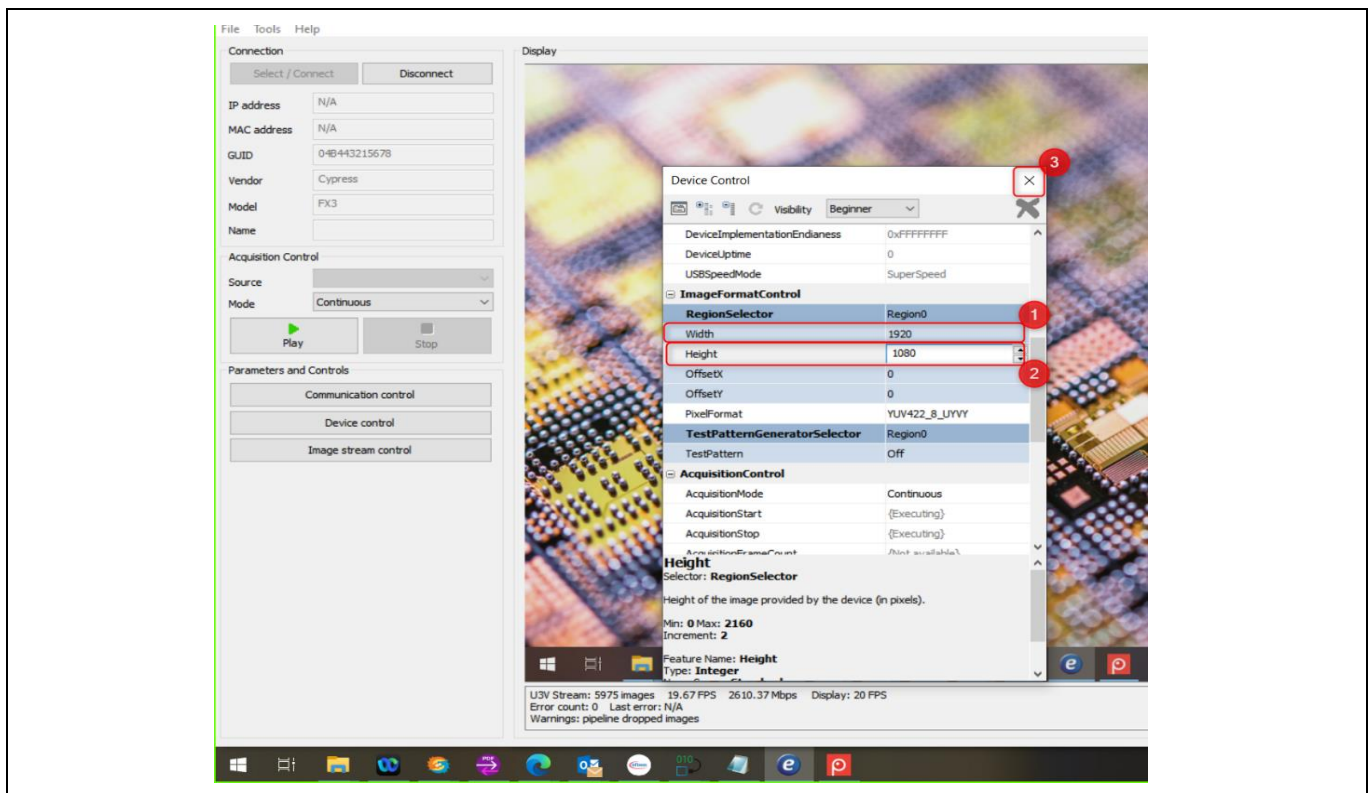 File Tools Help
Connection
Select / Connect Disconnect
IP address N/A
MAC address N/A
GUID 04B443215678
Vendor Cypress
Model FX3
Name
Acquisition Control
Source
Mode Continuous
Play Stop
Parameters and Controls
Communication control
Device control
Image stream control
Display
3
Device Control
Visibility Beginner
DeviceImplementationEndianess 0xFFFFFFFF
DeviceUptime 0
USBSpeedMode SuperSpeed
ImageFormatControl
RegionSelector Region0
1
Width 1920
Height 1080
2
OffsetX 0
OffsetY 0
PixelFormat YUV422_8_UYVY
TestPatternGeneratorSelector Region0
TestPattern Off
AcquisitionControl
AcquisitionMode Continuous
AcquisitionStart {Executing}
AcquisitionStop {Executing}
AcquisitionFrameCount {Not available}
Height
Selector: RegionSelector
Height of the image provided by the device (in pixels).
Min: 0 Max: 2160
Increment: 2
Feature Name: Height
Type: Integer
U3V Stream: 5975 images 19.67 FPS 2610.37 Mbps Display: 20 FPS
Error count: 0 Last error: N/A
Warnings: pipeline dropped images